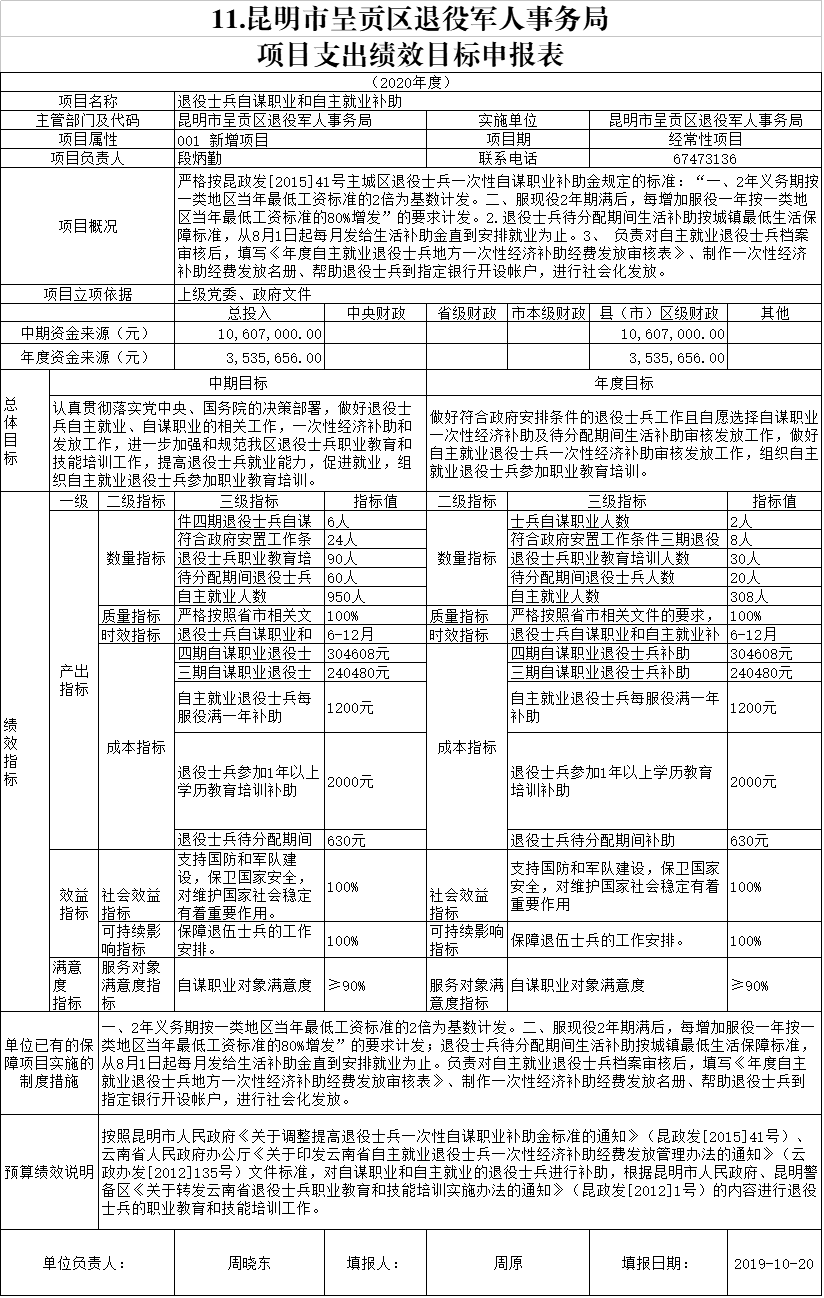 11.昆明市呈贡区退役军人事务局
项目支出绩效目标申报表
（2020年度）
项目名称 退役士兵自谋职业和自主就业补助
主管部门及代码 昆明市呈贡区退役军人事务局 实施单位 昆明市呈贡区退役军人事务局
项目属性 001 新增项目 项目期 经常性项目
项目负责人 段炳勤 联系电话 67473136
项目概况
严格按昆政发[2015]41号主城区退役士兵一次性自谋职业补助金规定的标准：“一、2年义务期按
一类地区当年最低工资标准的2倍为基数计发。二、服现役2年期满后，每增加服役一年按一类地
区当年最低工资标准的80%增发”的要求计发。2.退役士兵待分配期间生活补助按城镇最低生活保
障标准，从8月1日起每月发给生活补助金直到安排就业为止。3、 负责对自主就业退役士兵档案
审核后，填写《年度自主就业退役士兵地方一次性经济补助经费发放审核表》、制作一次性经济
补助经费发放名册、帮助退役士兵到指定银行开设帐户，进行社会化发放。
项目立项依据 上级党委、政府文件
总投入 中央财政 省级财政 市本级财政 县（市）区级财政 其他
中期资金来源（元） 10,607,000.00 10,607,000.00
年度资金来源（元） 3,535,656.00 3,535,656.00
总体目标
中期目标 年度目标
认真贯彻落实党中央、国务院的决策部署，做好退役士
兵自主就业、自谋职业的相关工作，一次性经济补助和
发放工作，进一步加强和规范我区退役士兵职业教育和
技能培训工作，提高退役士兵就业能力，促进就业，组
织自主就业退役士兵参加职业教育培训。
做好符合政府安排条件的退役士兵工作且自愿选择自谋职业
一次性经济补助及待分配期间生活补助审核发放工作，做好
自主就业退役士兵一次性经济补助审核发放工作，组织自主
就业退役士兵参加职业教育培训。
绩效指标
一级 二级指标 三级指标 指标值 二级指标 三级指标 指标值
产出指标
数量指标 件四期退役士兵自谋 6人 数量指标 士兵自谋职业人数 2人
符合政府安置工作条 24人 符合政府安置工作条件三期退役 8人
退役士兵职业教育培 90人 退役士兵职业教育培训人数 30人
待分配期间退役士兵 60人 待分配期间退役士兵人数 20人
自主就业人数 950人 自主就业人数 308人
质量指标 严格按照省市相关文 100% 质量指标 严格按照省市相关文件的要求， 100%
时效指标 退役士兵自谋职业和 6-12月 时效指标 退役士兵自谋职业和自主就业补 6-12月
成本指标 四期自谋职业退役士 304608元 成本指标 四期自谋职业退役士兵补助 304608元
三期自谋职业退役士 240480元 三期自谋职业退役士兵补助 240480元
自主就业退役士兵每
服役满一年补助 1200元 自主就业退役士兵每服役满一年
补助 1200元
退役士兵参加1年以上
学历教育培训补助 2000元 退役士兵参加1年以上学历教育
培训补助 2000元
退役士兵待分配期间 630元 退役士兵待分配期间补助 630元
效益指标
社会效益指标
支持国防和军队建
设，保卫国家安全，
对维护国家社会稳定
有着重要作用。 100%
社会效益指标
支持国防和军队建设，保卫国家
安全，对维护国家社会稳定有着
重要作用 100%
可持续影响指标 保障退伍士兵的工作
安排。 100% 可持续影响指标 保障退伍士兵的工作安排。 100%
满意度指标
服务对象满意度指标 自谋职业对象满意度 ≥90% 服务对象满意度指标 自谋职业对象满意度 ≥90%
单位已有的保障项目实施的制度措施
一、2年义务期按一类地区当年最低工资标准的2倍为基数计发。二、服现役2年期满后，每增加服役一年按一
类地区当年最低工资标准的80%增发”的要求计发；退役士兵待分配期间生活补助按城镇最低生活保障标准，
从8月1日起每月发给生活补助金直到安排就业为止。负责对自主就业退役士兵档案审核后，填写《年度自主
就业退役士兵地方一次性经济补助经费发放审核表》、制作一次性经济补助经费发放名册、帮助退役士兵到
指定银行开设帐户，进行社会化发放。
预算绩效说明
按照昆明市人民政府《关于调整提高退役士兵一次性自谋职业补助金标准的通知》（昆政发[2015]41号）、
云南省人民政府办公厅《关于印发云南省自主就业退役士兵一次性经济补助经费发放管理办法的通知》（云
政办发[2012]135号）文件标准，对自谋职业和自主就业的退役士兵进行补助，根据昆明市人民政府、昆明警
备区《关于转发云南省退役士兵职业教育和技能培训实施办法的通知》（昆政发[2012]1号）的内容进行退役
士兵的职业教育和技能培训工作。
单位负责人： 周晓东 填报人： 周原 填报日期： 2019-10-20